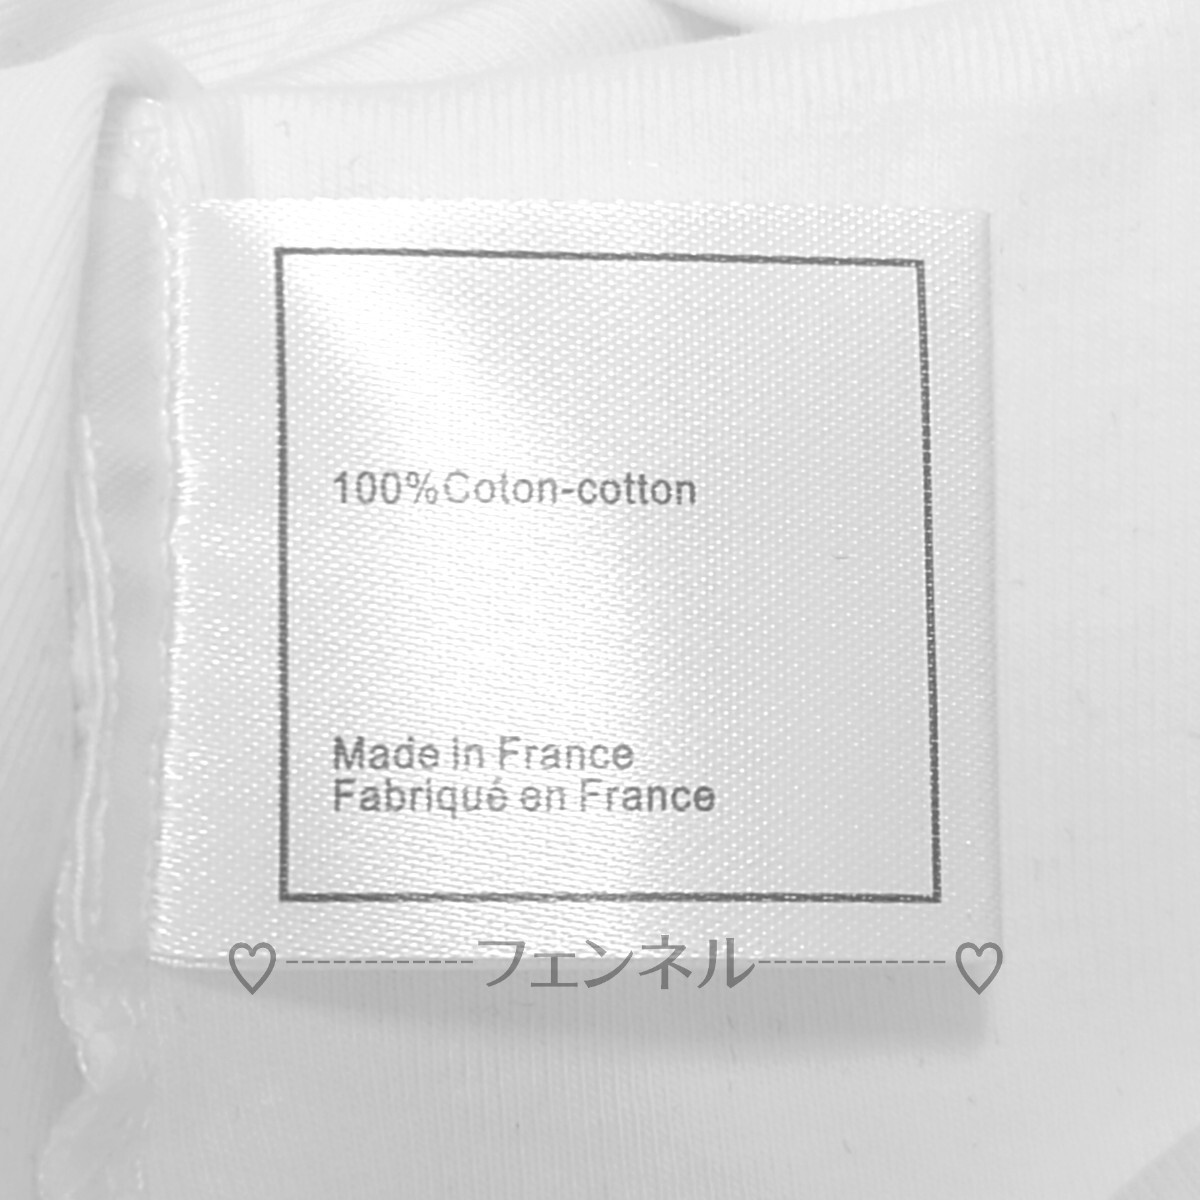 100%Coton-cotton
Made in France
Fabriqué en France
♡------------フェンネル------------♡